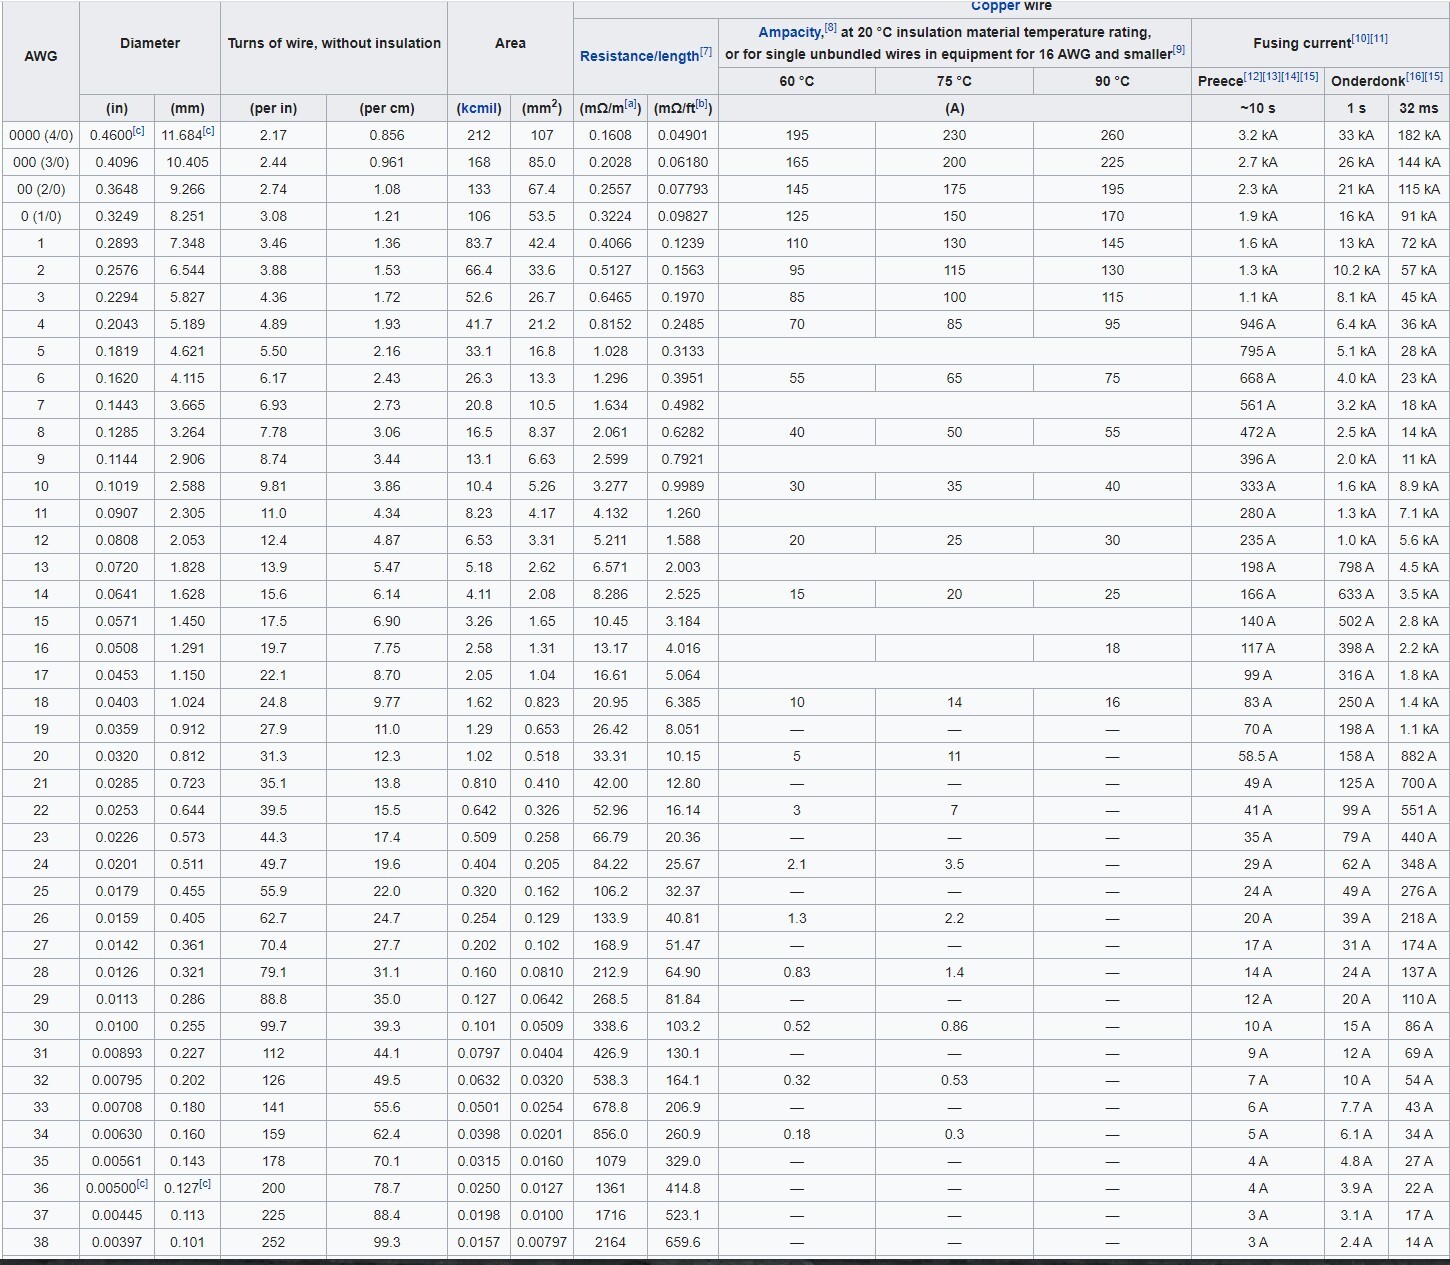 Copper wire
Ampacity,[8] at 20 °C insulation material temperature rating,
or for single unbundled wires in equipment for 16 AWG and smaller[9]
AWG Diameter Turns of wire, without insulation Area Resistance/length[7] Fusing current[10][11]
60 °C 75 °C 90 °C Preece[12][13][14][15] Onderdonk[16][15]
(in) (mm) (per in) (per cm) (kcmil) (mm²) (mΩ/m[a]) (mΩ/ft[b]) (A) ~10 s 1 s 32 ms
0000 (4/0) 0.4600[c] 11.684[c] 2.17 0.856 212 107 0.1608 0.04901 195 230 260 3.2 kA 33 kA 182 kA
000 (3/0) 0.4096 10.405 2.44 0.961 168 85.0 0.2028 0.06180 165 200 225 2.7 kA 26 kA 144 kA
00 (2/0) 0.3648 9.266 2.74 1.08 133 67.4 0.2557 0.07793 145 175 195 2.3 kA 21 kA 115 kA
0 (1/0) 0.3249 8.251 3.08 1.21 106 53.5 0.3224 0.09827 125 150 170 1.9 kA 16 kA 91 kA
1 0.2893 7.348 3.46 1.36 83.7 42.4 0.4066 0.1239 110 130 145 1.6 kA 13 kA 72 kA
2 0.2576 6.544 3.88 1.53 66.4 33.6 0.5127 0.1563 95 115 130 1.3 kA 10.2 kA 57 kA
3 0.2294 5.827 4.36 1.72 52.6 26.7 0.6465 0.1970 85 100 115 1.1 kA 8.1 kA 45 kA
4 0.2043 5.189 4.89 1.93 41.7 21.2 0.8152 0.2485 70 85 95 946 A 6.4 kA 36 kA
5 0.1819 4.621 5.50 2.16 33.1 16.8 1.028 0.3133 795 A 5.1 kA 28 kA
6 0.1620 4.115 6.17 2.43 26.3 13.3 1.296 0.3951 55 65 75 668 A 4.0 kA 23 kA
7 0.1443 3.665 6.93 2.73 20.8 10.5 1.634 0.4982 561 A 3.2 kA 18 kA
8 0.1285 3.264 7.78 3.06 16.5 8.37 2.061 0.6282 40 50 55 472 A 2.5 kA 14 kA
9 0.1144 2.906 8.74 3.44 13.1 6.63 2.599 0.7921 396 A 2.0 kA 11 kA
10 0.1019 2.588 9.81 3.86 10.4 5.26 3.277 0.9989 30 35 40 333 A 1.6 kA 8.9 kA
11 0.0907 2.305 11.0 4.34 8.23 4.17 4.132 1.260 280 A 1.3 kA 7.1 kA
12 0.0808 2.053 12.4 4.87 6.53 3.31 5.211 1.588 20 25 30 235 A 1.0 kA 5.6 kA
13 0.0720 1.828 13.9 5.47 5.18 2.62 6.571 2.003 198 A 798 A 4.5 kA
14 0.0641 1.628 15.6 6.14 4.11 2.08 8.286 2.525 15 20 25 166 A 633 A 3.5 kA
15 0.0571 1.450 17.5 6.90 3.26 1.65 10.45 3.184 140 A 502 A 2.8 kA
16 0.0508 1.291 19.7 7.75 2.58 1.31 13.17 4.016 18 117 A 398 A 2.2 kA
17 0.0453 1.150 22.1 8.70 2.05 1.04 16.61 5.064 99 A 316 A 1.8 kA
18 0.0403 1.024 24.8 9.77 1.62 0.823 20.95 6.385 10 14 16 83 A 250 A 1.4 kA
19 0.0359 0.912 27.9 11.0 1.29 0.653 26.42 8.051 — — — 70 A 198 A 1.1 kA
20 0.0320 0.812 31.3 12.3 1.02 0.518 33.31 10.15 5 11 — 58.5 A 158 A 882 A
21 0.0285 0.723 35.1 13.8 0.810 0.410 42.00 12.80 — — — 49 A 125 A 700 A
22 0.0253 0.644 39.5 15.5 0.642 0.326 52.96 16.14 3 7 — 41 A 99 A 551 A
23 0.0226 0.573 44.3 17.4 0.509 0.258 66.79 20.36 — — — 35 A 79 A 440 A
24 0.0201 0.511 49.7 19.6 0.404 0.205 84.22 25.67 2.1 3.5 — 29 A 62 A 348 A
25 0.0179 0.455 55.9 22.0 0.320 0.162 106.2 32.37 — — — 24 A 49 A 276 A
26 0.0159 0.405 62.7 24.7 0.254 0.129 133.9 40.81 1.3 2.2 — 20 A 39 A 218 A
27 0.0142 0.361 70.4 27.7 0.202 0.102 168.9 51.47 — — — 17 A 31 A 174 A
28 0.0126 0.321 79.1 31.1 0.160 0.0810 212.9 64.90 0.83 1.4 — 14 A 24 A 137 A
29 0.0113 0.286 88.8 35.0 0.127 0.0642 268.5 81.84 — — — 12 A 20 A 110 A
30 0.0100 0.255 99.7 39.3 0.101 0.0509 338.6 103.2 0.52 0.86 — 10 A 15 A 86 A
31 0.00893 0.227 112 44.1 0.0797 0.0404 426.9 130.1 — — — 9 A 12 A 69 A
32 0.00795 0.202 126 49.5 0.0632 0.0320 538.3 164.1 0.32 0.53 — 7 A 10 A 54 A
33 0.00708 0.180 141 55.6 0.0501 0.0254 678.8 206.9 — — — 6 A 7.7 A 43 A
34 0.00630 0.160 159 62.4 0.0398 0.0201 856.0 260.9 0.18 0.3 — 5 A 6.1 A 34 A
35 0.00561 0.143 178 70.1 0.0315 0.0160 1079 329.0 — — — 4 A 4.8 A 27 A
36 0.00500[c] 0.127[c] 200 78.7 0.0250 0.0127 1361 414.8 — — — 4 A 3.9 A 22 A
37 0.00445 0.113 225 88.4 0.0198 0.0100 1716 523.1 — — — 3 A 3.1 A 17 A
38 0.00397 0.101 252 99.3 0.0157 0.00797 2164 659.6 — — — 3 A 2.4 A 14 A